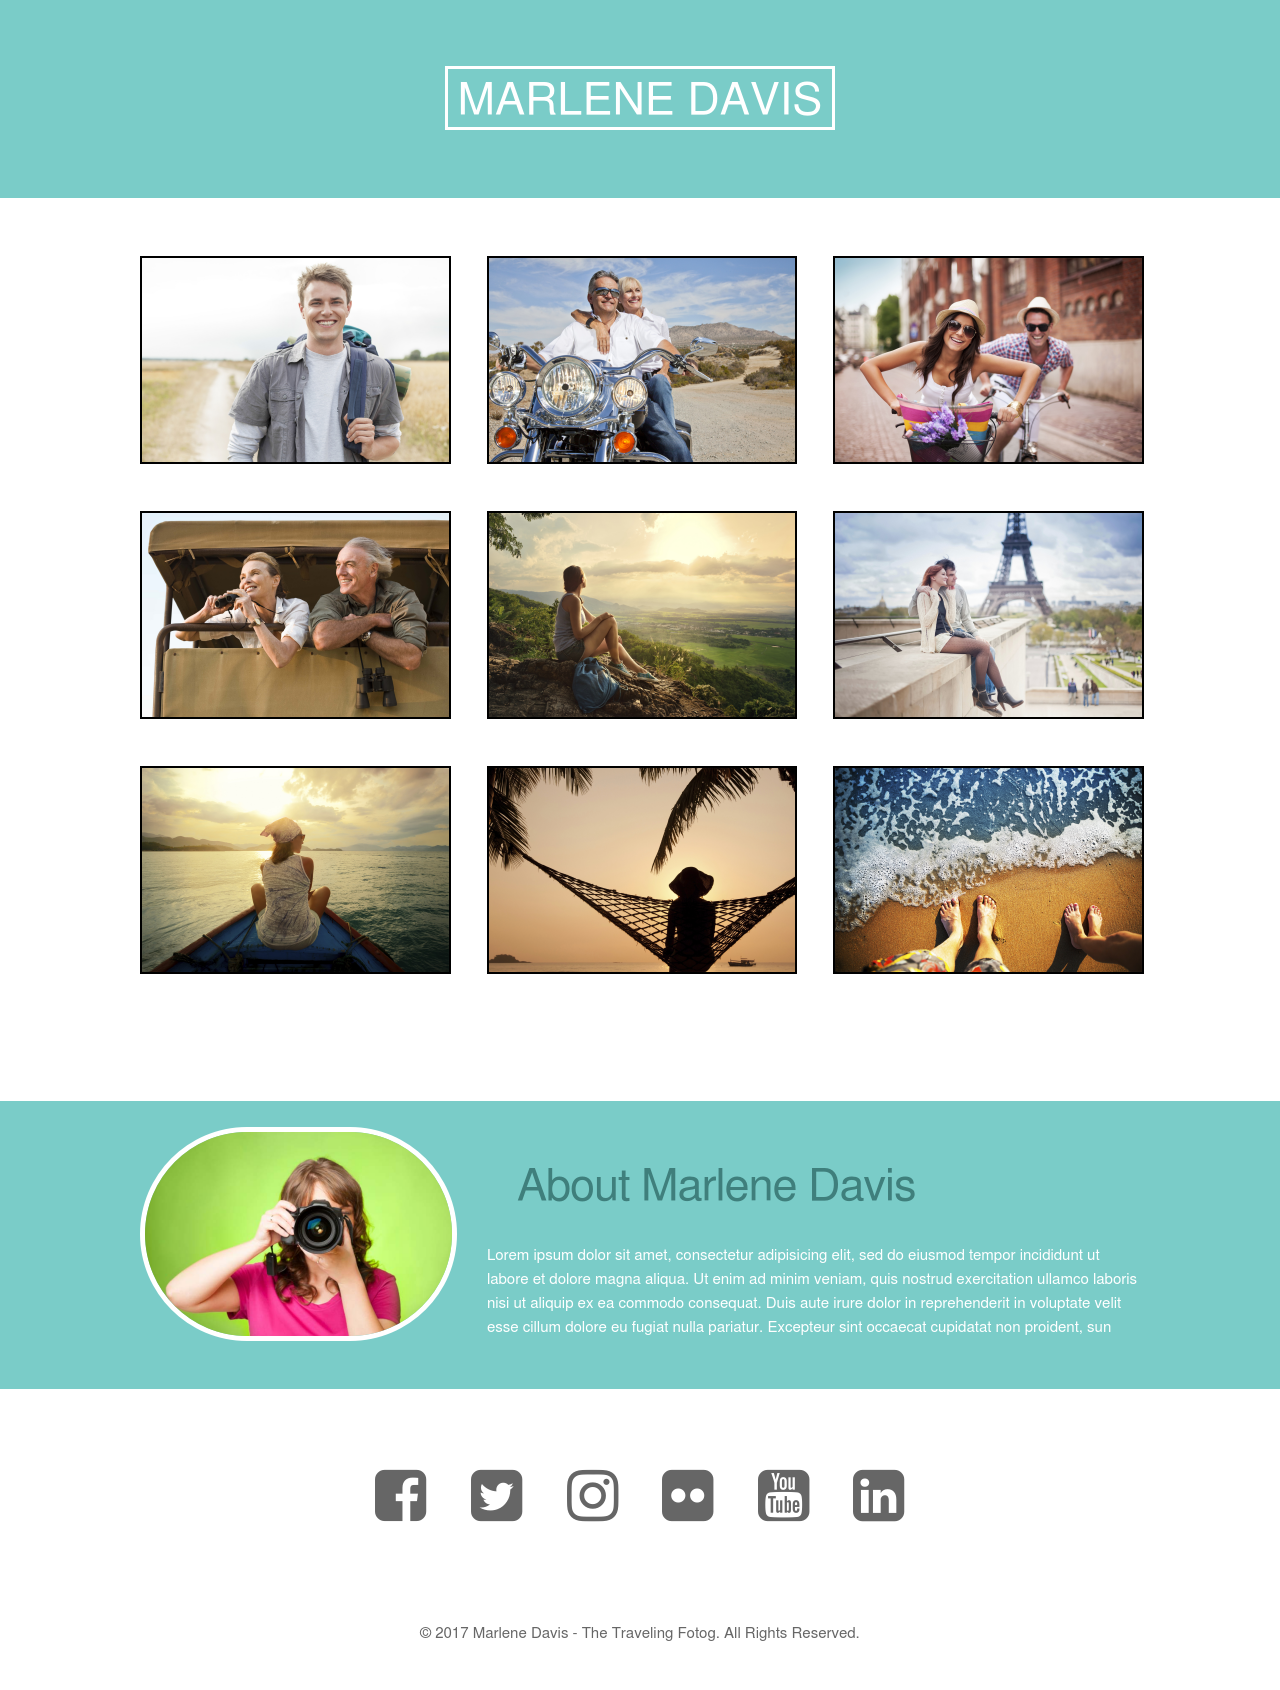 MARLENE DAVIS
About Marlene Davis
Lorem ipsum dolor sit amet, consectetur adipisicing elit, sed do eiusmod tempor incididunt ut
labore et dolore magna aliqua. Ut enim ad minim veniam, quis nostrud exercitation ullamco laboris
nisi ut aliquip ex ea commodo consequat. Duis aute irure dolor in reprehenderit in voluptate velit
esse cillum dolore eu fugiat nulla pariatur. Excepteur sint occaecat cupidatat non proident, sun
You
Tube
in
© 2017 Marlene Davis - The Traveling Fotog. All Rights Reserved.